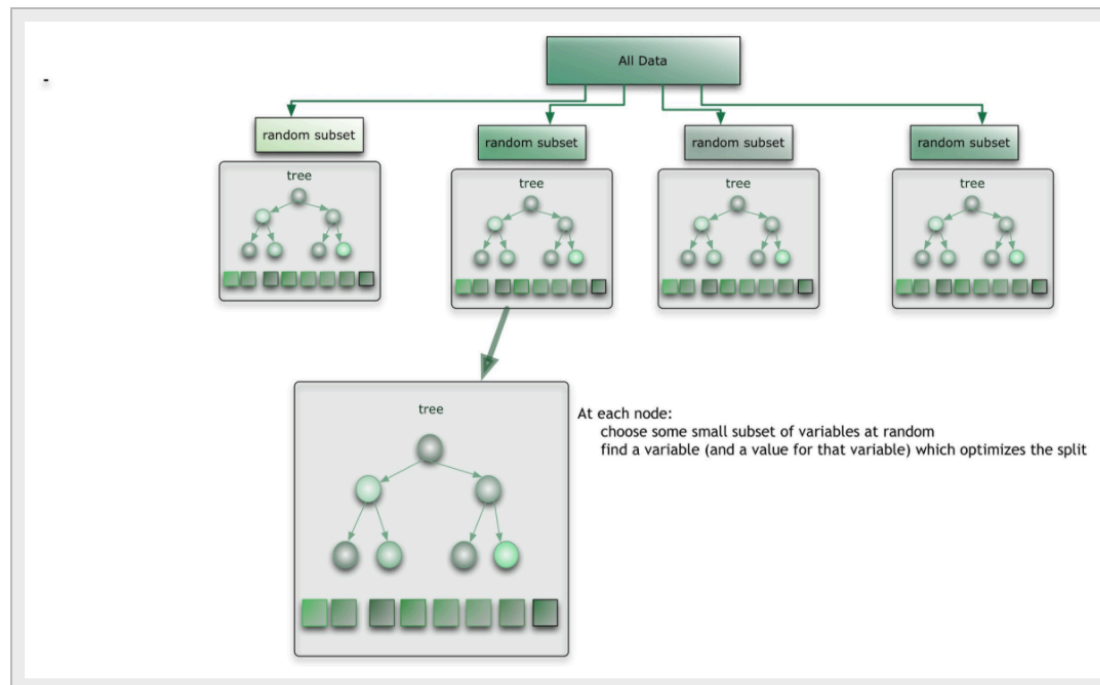 -
All Data
random subset
random subset
random subset
random subset
tree
tree
tree
tree
tree
At each node:
choose some small subset of variables at random
find a variable (and a value for that variable) which optimizes the split